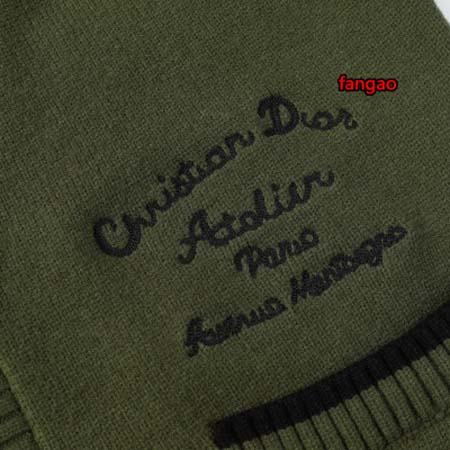 fangao
Christian Dior
Atelier
Paris
Avenue Montaigne